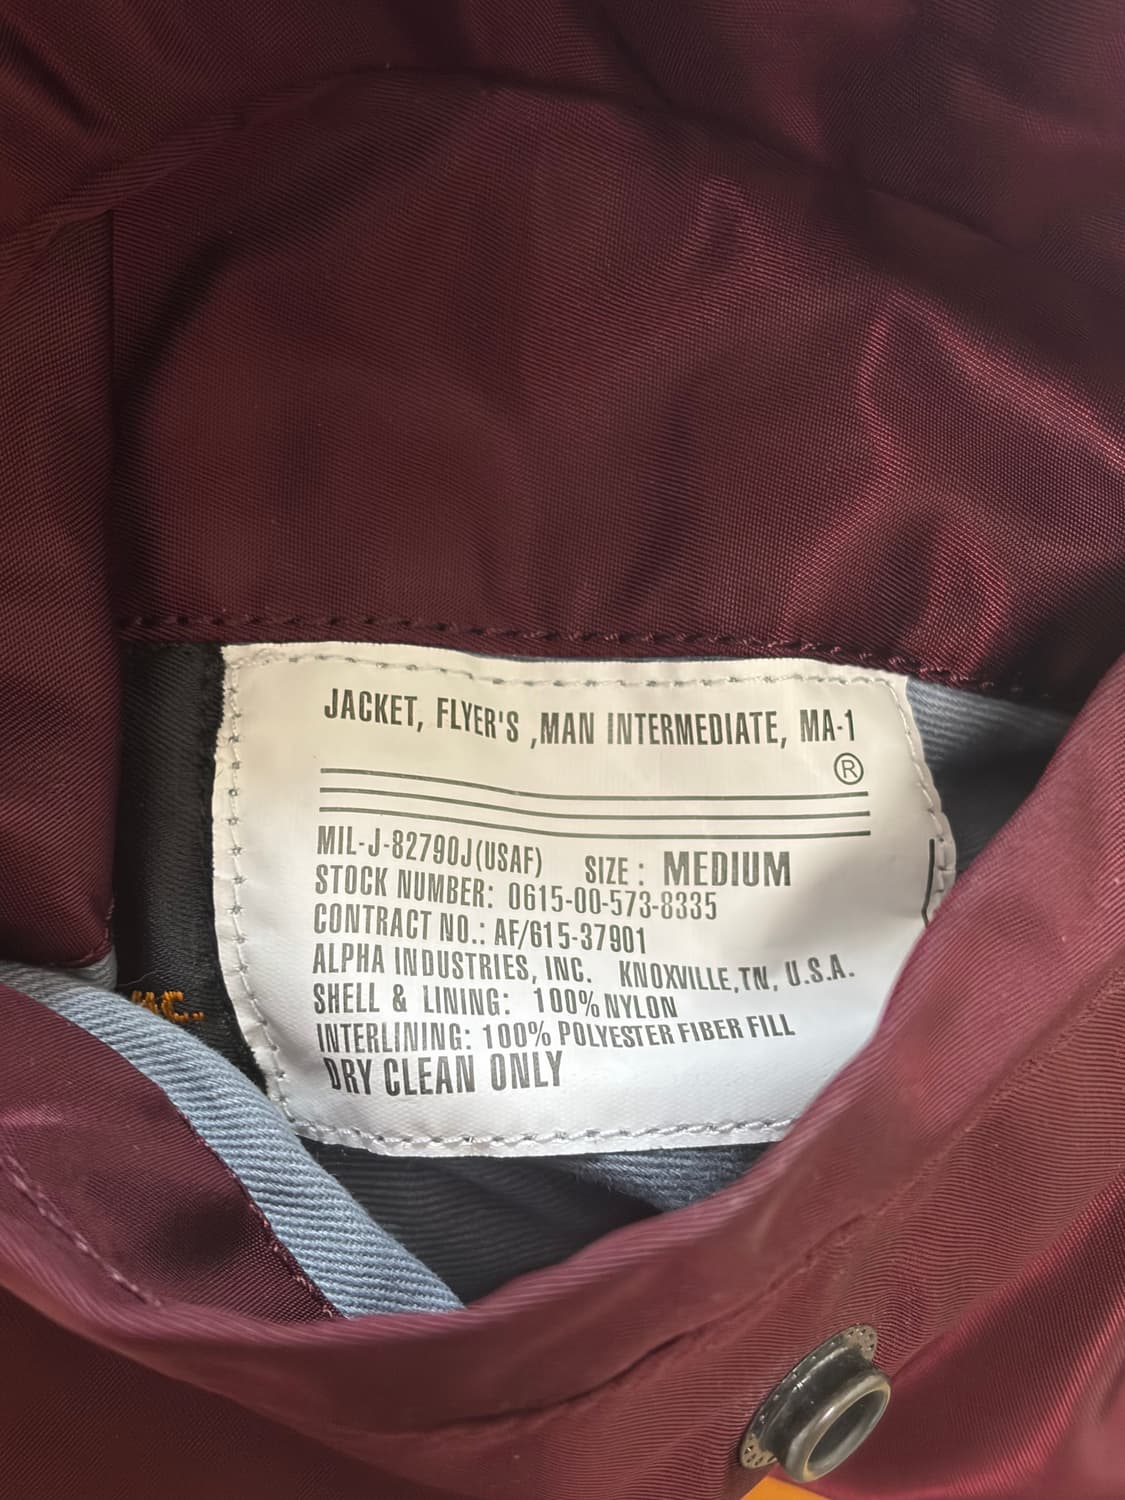 JACKET, FLYER'S ,MAN INTERMEDIATE, MA-1
®
MIL-J-82790J(USAF) SIZE : MEDIUM
STOCK NUMBER: 0615-00-573-8335
CONTRACT NO.: AF/615-37901
ALPHA INDUSTRIES, INC. KNOXVILLE,TN, U.S.A.
SHELL & LINING: 100% NYLON
INTERLINING: 100% POLYESTER FIBER FILL
DRY CLEAN ONLY